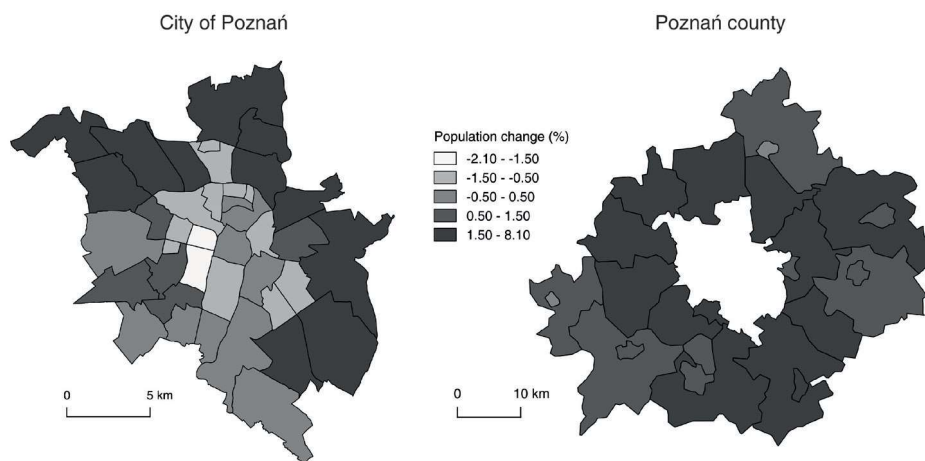 City of Poznań
Poznań county
Population change (%)
-2.10 - -1.50
-1.50 - -0.50
-0.50 - 0.50
0.50 - 1.50
1.50 - 8.10
0 5 km
0 10 km